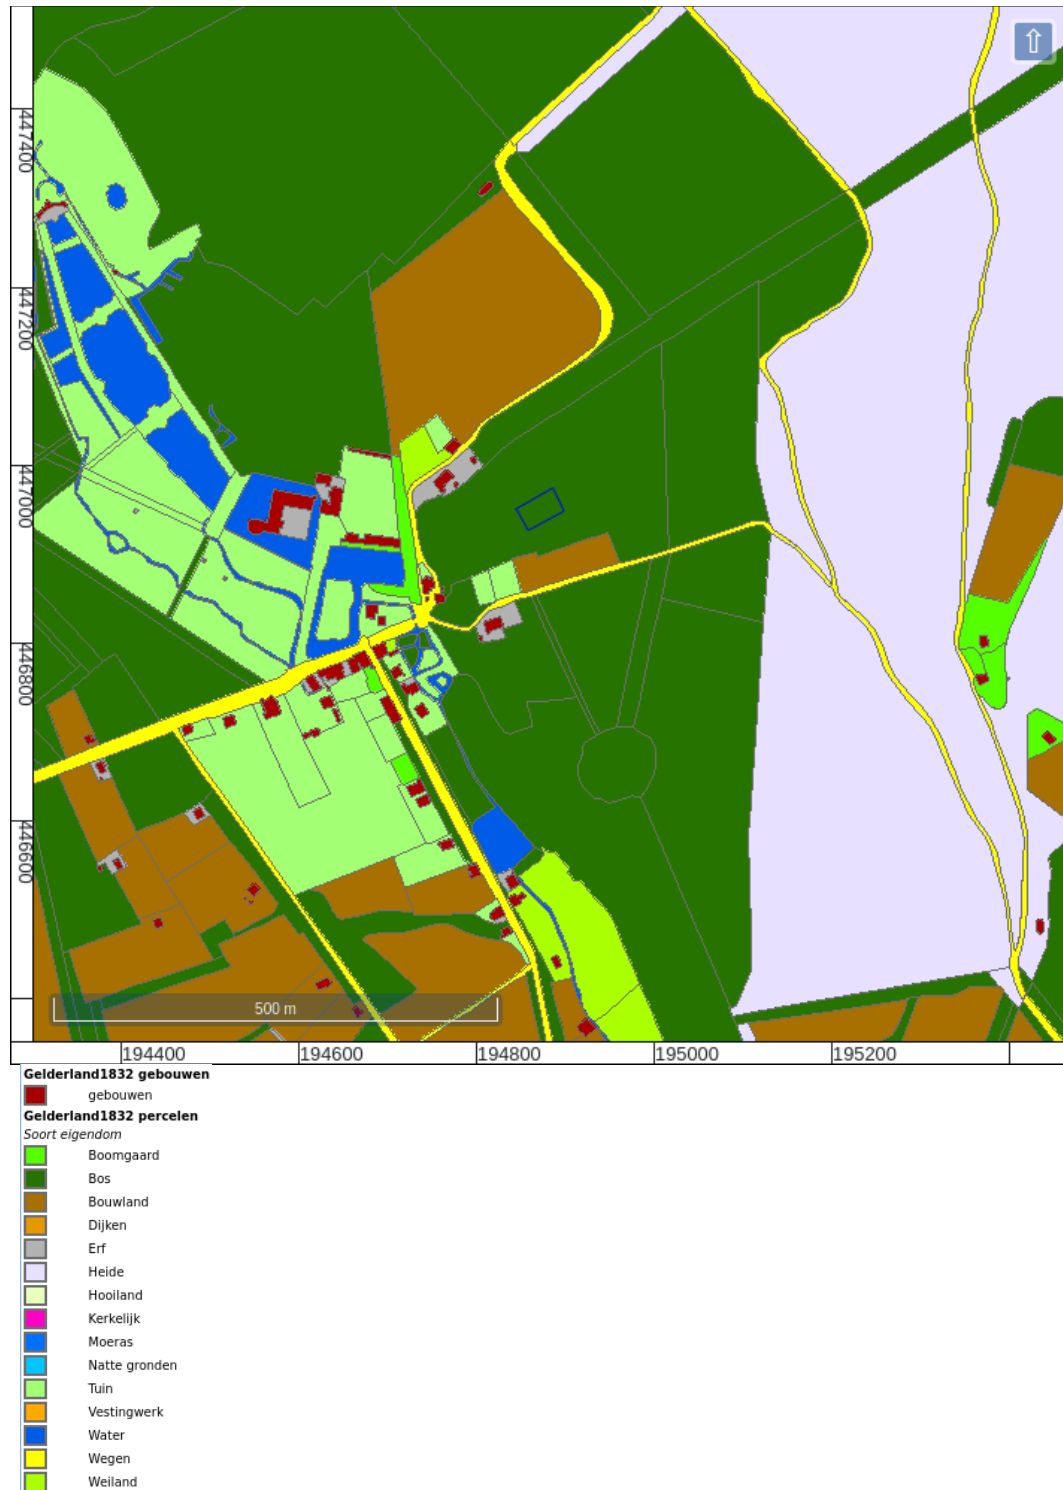 447400
447200
447000
446800
446600
500 m
194400
194600
194800
195000
195200
Gelderland1832 gebouwen
gebouwen
Gelderland1832 percelen
Soort eigendom
Boomgaard
Bos
Bouwland
Dijken
Erf
Heide
Hooiland
Kerkelijk
Moeras
Natte gronden
Tuin
Vestingwerk
Water
Wegen
Weiland